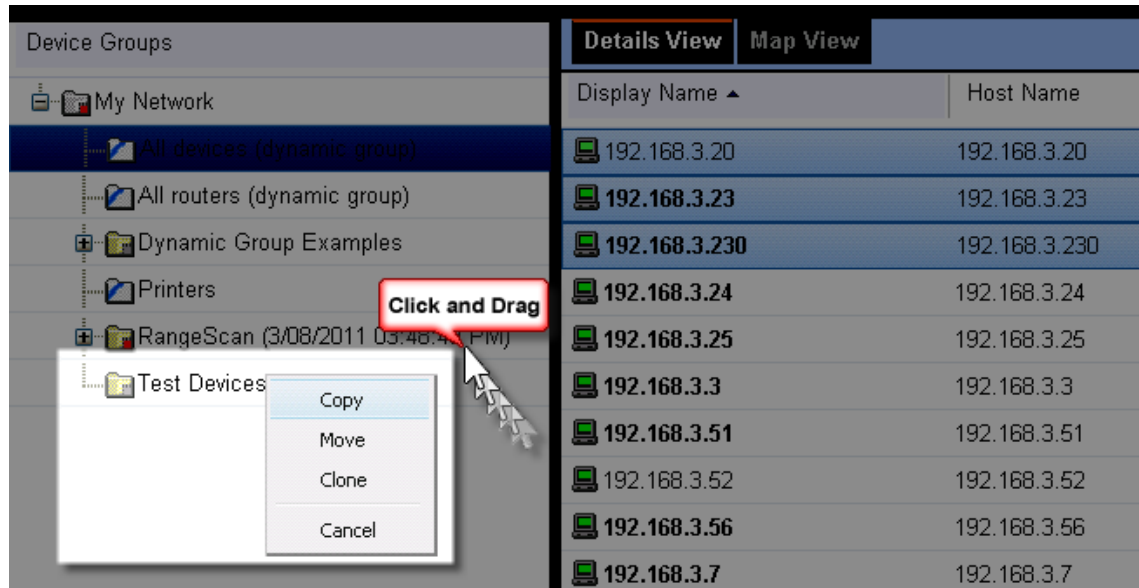 Device Groups
My Network
All devices (dynamic group)
All routers (dynamic group)
Dynamic Group Examples
Printers
RangeScan (3/08/2011 03:48:4 PM)
Test Devices
Click and Drag
Copy
Move
Clone
Cancel
Details View Map View
Display Name Host Name
192.168.3.20 192.168.3.20
192.168.3.23 192.168.3.23
192.168.3.230 192.168.3.230
192.168.3.24 192.168.3.24
192.168.3.25 192.168.3.25
192.168.3.3 192.168.3.3
192.168.3.51 192.168.3.51
192.168.3.52 192.168.3.52
192.168.3.56 192.168.3.56
192.168.3.7 192.168.3.7